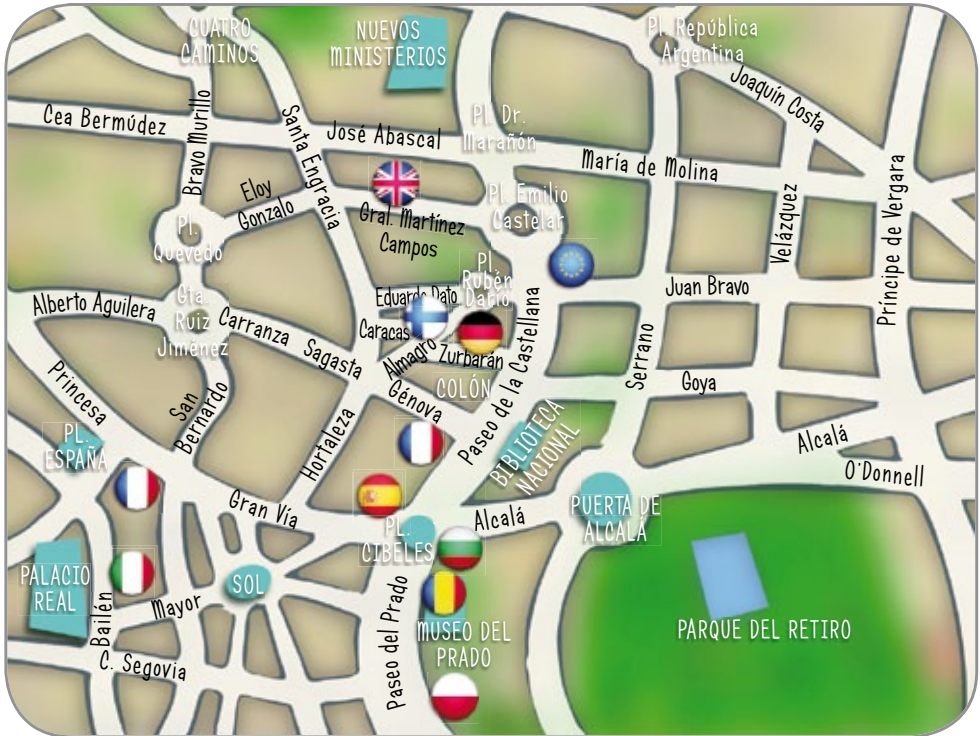 CUATRO
CAMINOS
NUEVOS
MINISTERIOS
Pl. República
Argentina
Joaquín Costa
Cea Bermúdez
Bravo Murillo
Santa Engracia
José Abascal
Pl. Dr.
Marañón
María de Molina
Velázquez
Príncipe de Vergara
Eloy
Gonzalo
Pl.
Quevedo
Gral. Martínez
Campos
Pl. Emilio
Castelar
Pl.
Rubén
Darío
Juan Bravo
Alberto Aguilera
Gta.
Ruiz
Jiménez
Carranza
Sagasta
Eduardo Dato
Caracas
Almagro
Zurbarán
COLÓN
Génova
Paseo de la Castellana
Serrano
Goya
Princesa
San
Bernardo
Hortaleza
BIBLIOTECA
NACIONAL
Alcalá
O'Donnell
PL.
ESPAÑA
Gran Vía
PL.
CIBELES
Alcalá
PUERTA DE
ALCALÁ
PALACIO
REAL
Bailén
Mayor
SOL
Paseo del Prado
MUSEO DEL
PRADO
PARQUE DEL RETIRO
C. Segovia